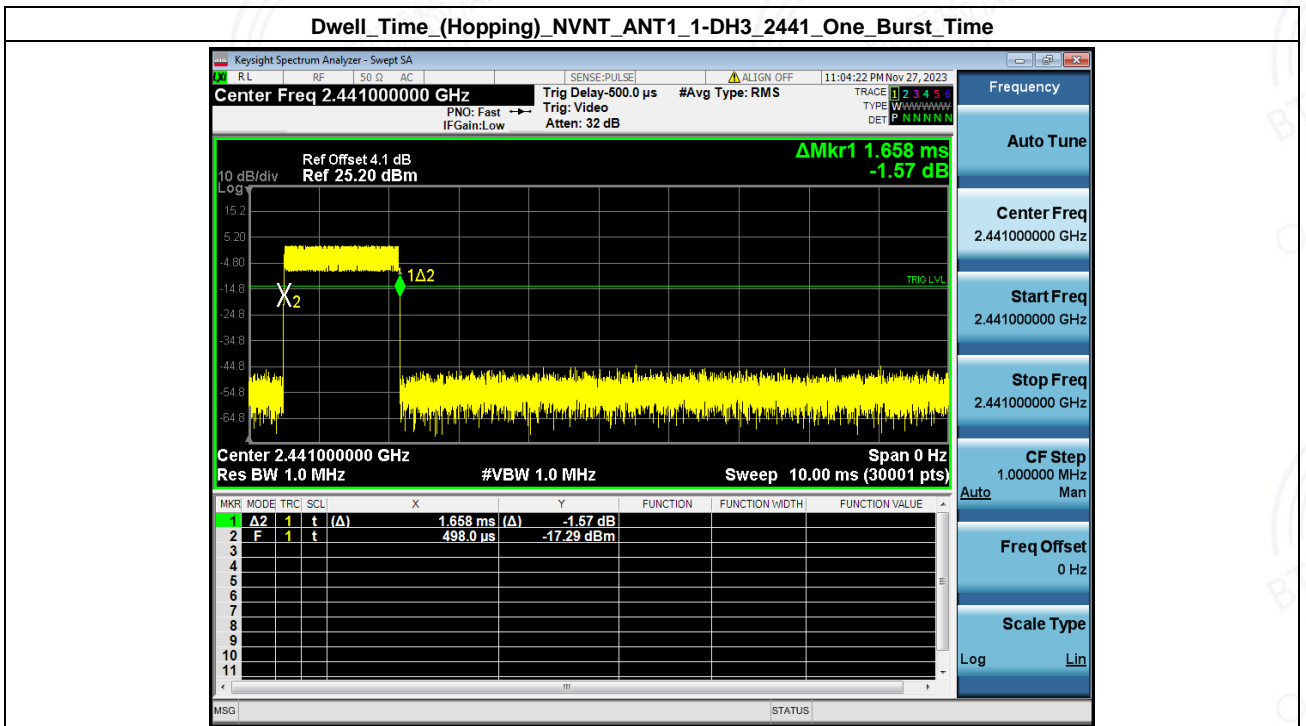 Dwell_Time_(Hopping)_NVNT_ANT1_1-DH3_2441_One_Burst_Time
Keysight Spectrum Analyzer - Swept SA
LXI RL RF 50 Ω AC SENSE:PULSE ALIGN OFF 11:04:22 PM Nov 27, 2023
Center Freq 2.441000000 GHz
PNO: Fast
IFGain:Low
Trig Delay-500.0 µs
Trig: Video
Atten: 32 dB
#Avg Type: RMS
TRACE 1 2 3 4 5 6
TYPE WWWWWW
DET P N N N N N
ΔMkr1 1.658 ms
-1.57 dB
Ref Offset 4.1 dB
10 dB/div Ref 25.20 dBm
Log
15.2
5.20
-4.80
-14.8
-24.8
-34.8
-44.8
-54.8
-64.8
1Δ2
2
TRIG LVL
Center 2.441000000 GHz Span 0 Hz
Res BW 1.0 MHz #VBW 1.0 MHz Sweep 10.00 ms (30001 pts)
MKR MODE TRC SCL X Y FUNCTION FUNCTION WIDTH FUNCTION VALUE
1 Δ2 1 t (Δ) 1.658 ms (Δ) -1.57 dB
2 F 1 t 498.0 µs -17.29 dBm
3
4
5
6
7
8
9
10
11
MSG STATUS
Frequency
Auto Tune
Center Freq
2.441000000 GHz
Start Freq
2.441000000 GHz
Stop Freq
2.441000000 GHz
CF Step
1.000000 MHz
Auto Man
Freq Offset
0 Hz
Scale Type
Log Lin